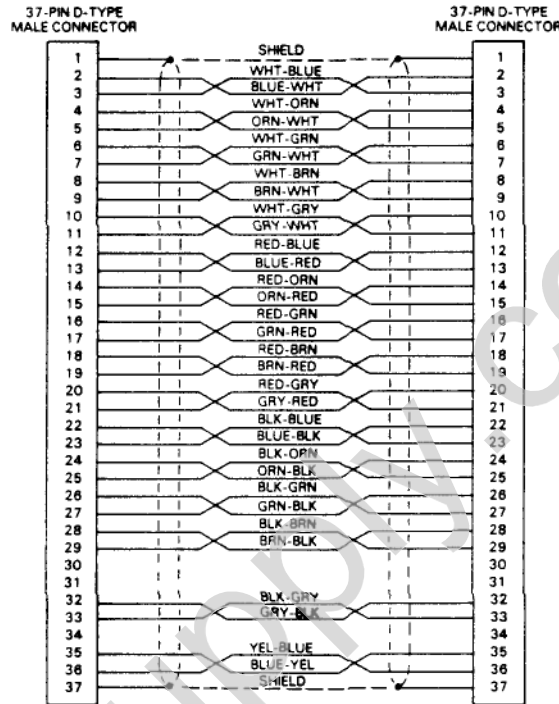 37-PIN D-TYPE
MALE CONNECTOR
37-PIN D-TYPE
MALE CONNECTOR
1 SHIELD 1
2 WHT-BLUE 2
3 BLUE-WHT 3
4 WHT-ORN 4
5 ORN-WHT 5
6 WHT-GRN 6
7 GRN-WHT 7
8 WHT-BRN 8
9 BRN-WHT 9
10 WHT-GRY 10
11 GRY-WHT 11
12 RED-BLUE 12
13 BLUE-RED 13
14 RED-ORN 14
15 ORN-RED 15
16 RED-GRN 16
17 GRN-RED 17
18 RED-BRN 18
19 BRN-RED 19
20 RED-GRY 20
21 GRY-RED 21
22 BLK-BLUE 22
23 BLUE-BLK 23
24 BLK-ORN 24
25 ORN-BLK 25
26 BLK-GRN 26
27 GRN-BLK 27
28 BLK-BRN 28
29 BRN-BLK 29
30 30
31 31
32 BLK-GRY 32
33 GRY-BLK 33
34 34
35 YEL-BLUE 35
36 BLUE-YEL 36
37 SHIELD 37